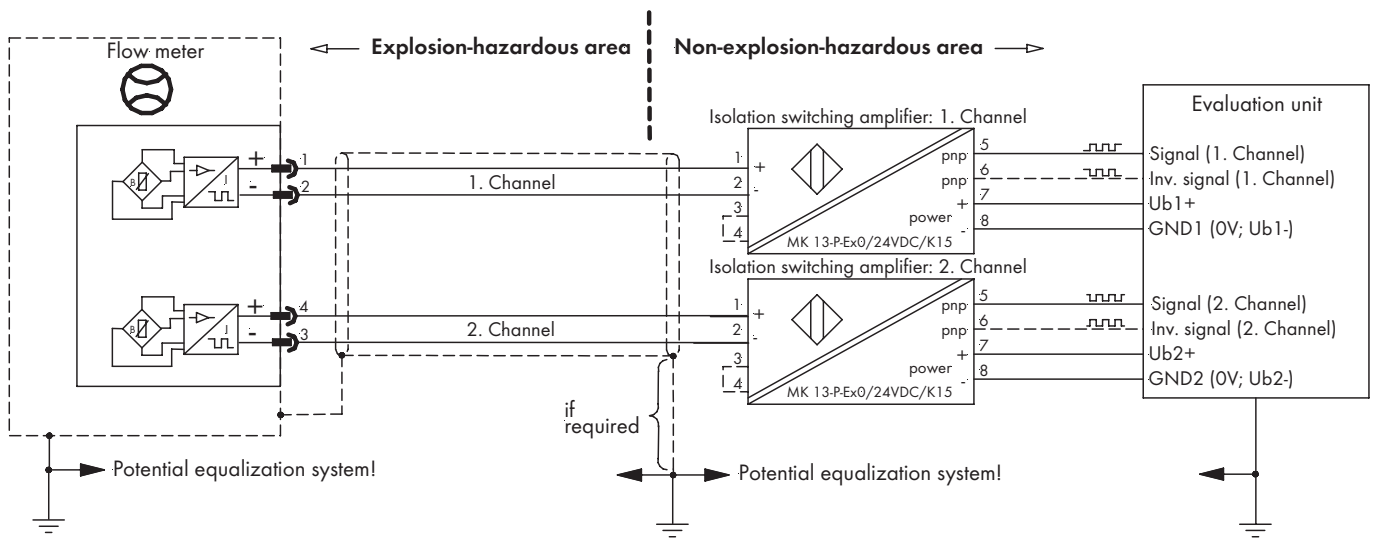 Explosion-hazardous area
Non-explosion-hazardous area
Flow meter
+
-
1
2
1. Channel
B
J
+
-
4
3
2. Channel
B
J
Isolation switching amplifier: 1. Channel
1
2
3
4
+
-
pnp
pnp
+
power
-
MK 13-P-Ex0/24VDC/K15
5
6
7
8
Isolation switching amplifier: 2. Channel
1
2
3
4
+
-
pnp
pnp
+
power
-
MK 13-P-Ex0/24VDC/K15
5
6
7
8
Evaluation unit
Signal (1. Channel)
Inv. signal (1. Channel)
Ub1+
GND1 (0V; Ub1-)
Signal (2. Channel)
Inv. signal (2. Channel)
Ub2+
GND2 (0V; Ub2-)
if
required
Potential equalization system!
Potential equalization system!